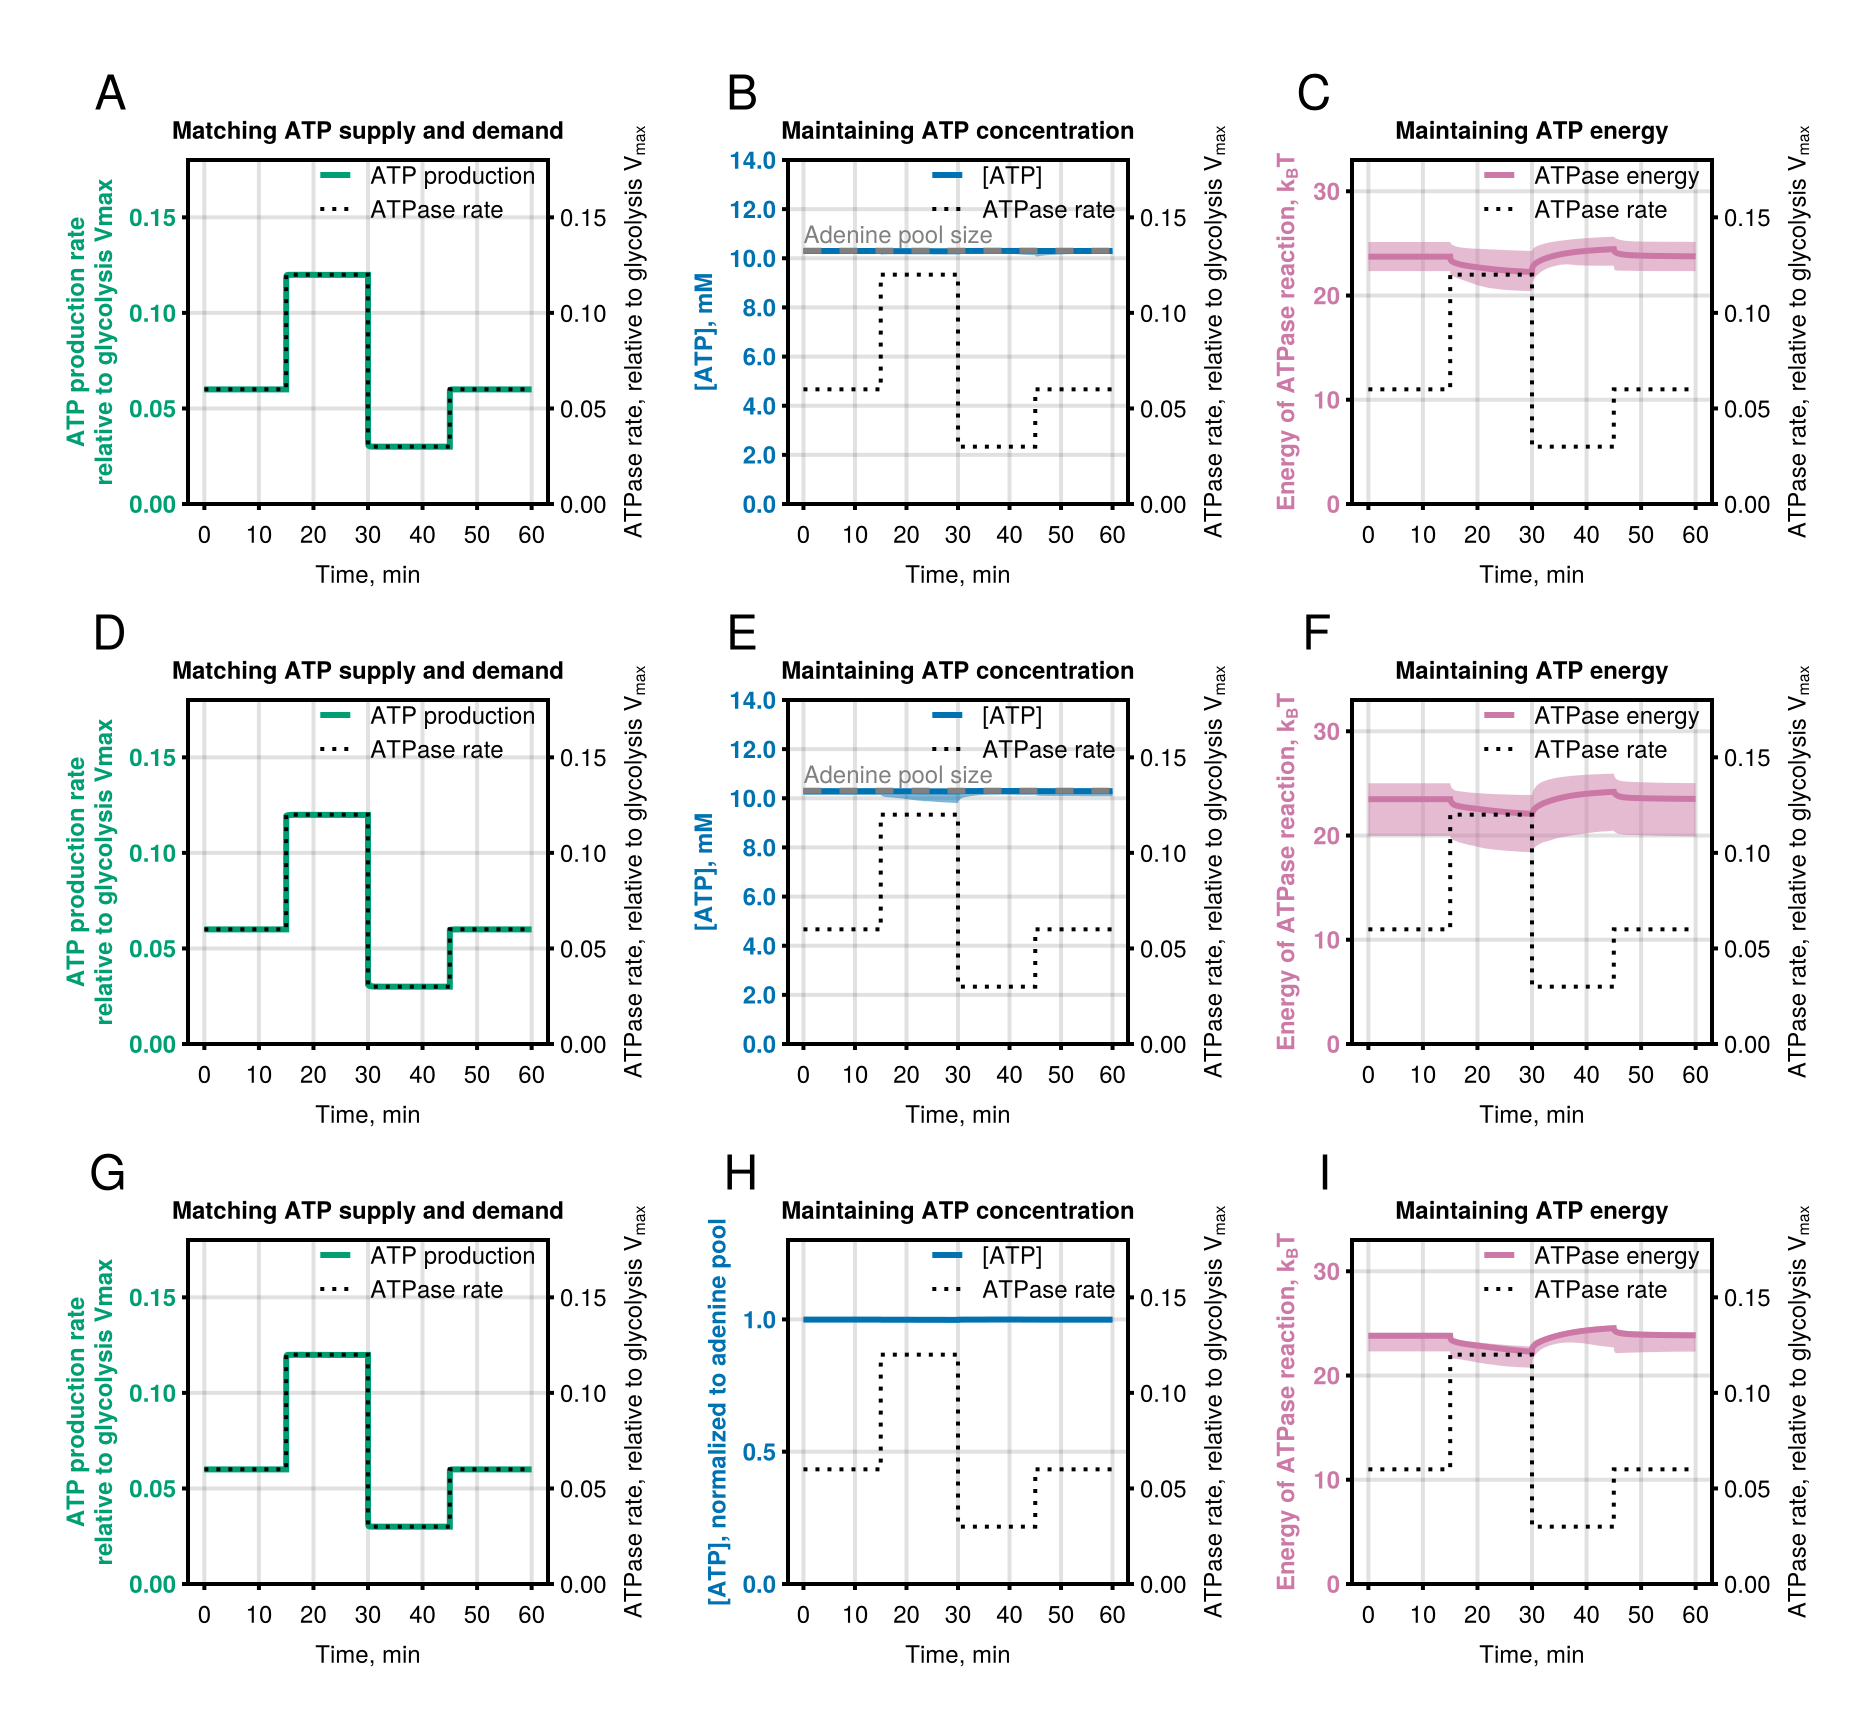 A
Matching ATP supply and demand
ATP production rate
relative to glycolysis Vmax
ATP production
ATPase rate
0.15
0.10
0.05
0.00
0.15
0.10
0.05
0.00
ATPase rate, relative to glycolysis Vmax
0 10 20 30 40 50 60
Time, min
B
Maintaining ATP concentration
[ATP], mM
[ATP]
ATPase rate
Adenine pool size
14.0
12.0
10.0
8.0
6.0
4.0
2.0
0.0
0.15
0.10
0.05
0.00
ATPase rate, relative to glycolysis Vmax
0 10 20 30 40 50 60
Time, min
C
Maintaining ATP energy
Energy of ATPase reaction, kBT
ATPase energy
ATPase rate
30
20
10
0
0.15
0.10
0.05
0.00
ATPase rate, relative to glycolysis Vmax
0 10 20 30 40 50 60
Time, min
D
Matching ATP supply and demand
ATP production rate
relative to glycolysis Vmax
ATP production
ATPase rate
0.15
0.10
0.05
0.00
0.15
0.10
0.05
0.00
ATPase rate, relative to glycolysis Vmax
0 10 20 30 40 50 60
Time, min
E
Maintaining ATP concentration
[ATP], mM
[ATP]
ATPase rate
Adenine pool size
14.0
12.0
10.0
8.0
6.0
4.0
2.0
0.0
0.15
0.10
0.05
0.00
ATPase rate, relative to glycolysis Vmax
0 10 20 30 40 50 60
Time, min
F
Maintaining ATP energy
Energy of ATPase reaction, kBT
ATPase energy
ATPase rate
30
20
10
0
0.15
0.10
0.05
0.00
ATPase rate, relative to glycolysis Vmax
0 10 20 30 40 50 60
Time, min
G
Matching ATP supply and demand
ATP production rate
relative to glycolysis Vmax
ATP production
ATPase rate
0.15
0.10
0.05
0.00
0.15
0.10
0.05
0.00
ATPase rate, relative to glycolysis Vmax
0 10 20 30 40 50 60
Time, min
H
Maintaining ATP concentration
[ATP], normalized to adenine pool
[ATP]
ATPase rate
1.0
0.5
0.0
0.15
0.10
0.05
0.00
ATPase rate, relative to glycolysis Vmax
0 10 20 30 40 50 60
Time, min
I
Maintaining ATP energy
Energy of ATPase reaction, kBT
ATPase energy
ATPase rate
30
20
10
0
0.15
0.10
0.05
0.00
ATPase rate, relative to glycolysis Vmax
0 10 20 30 40 50 60
Time, min